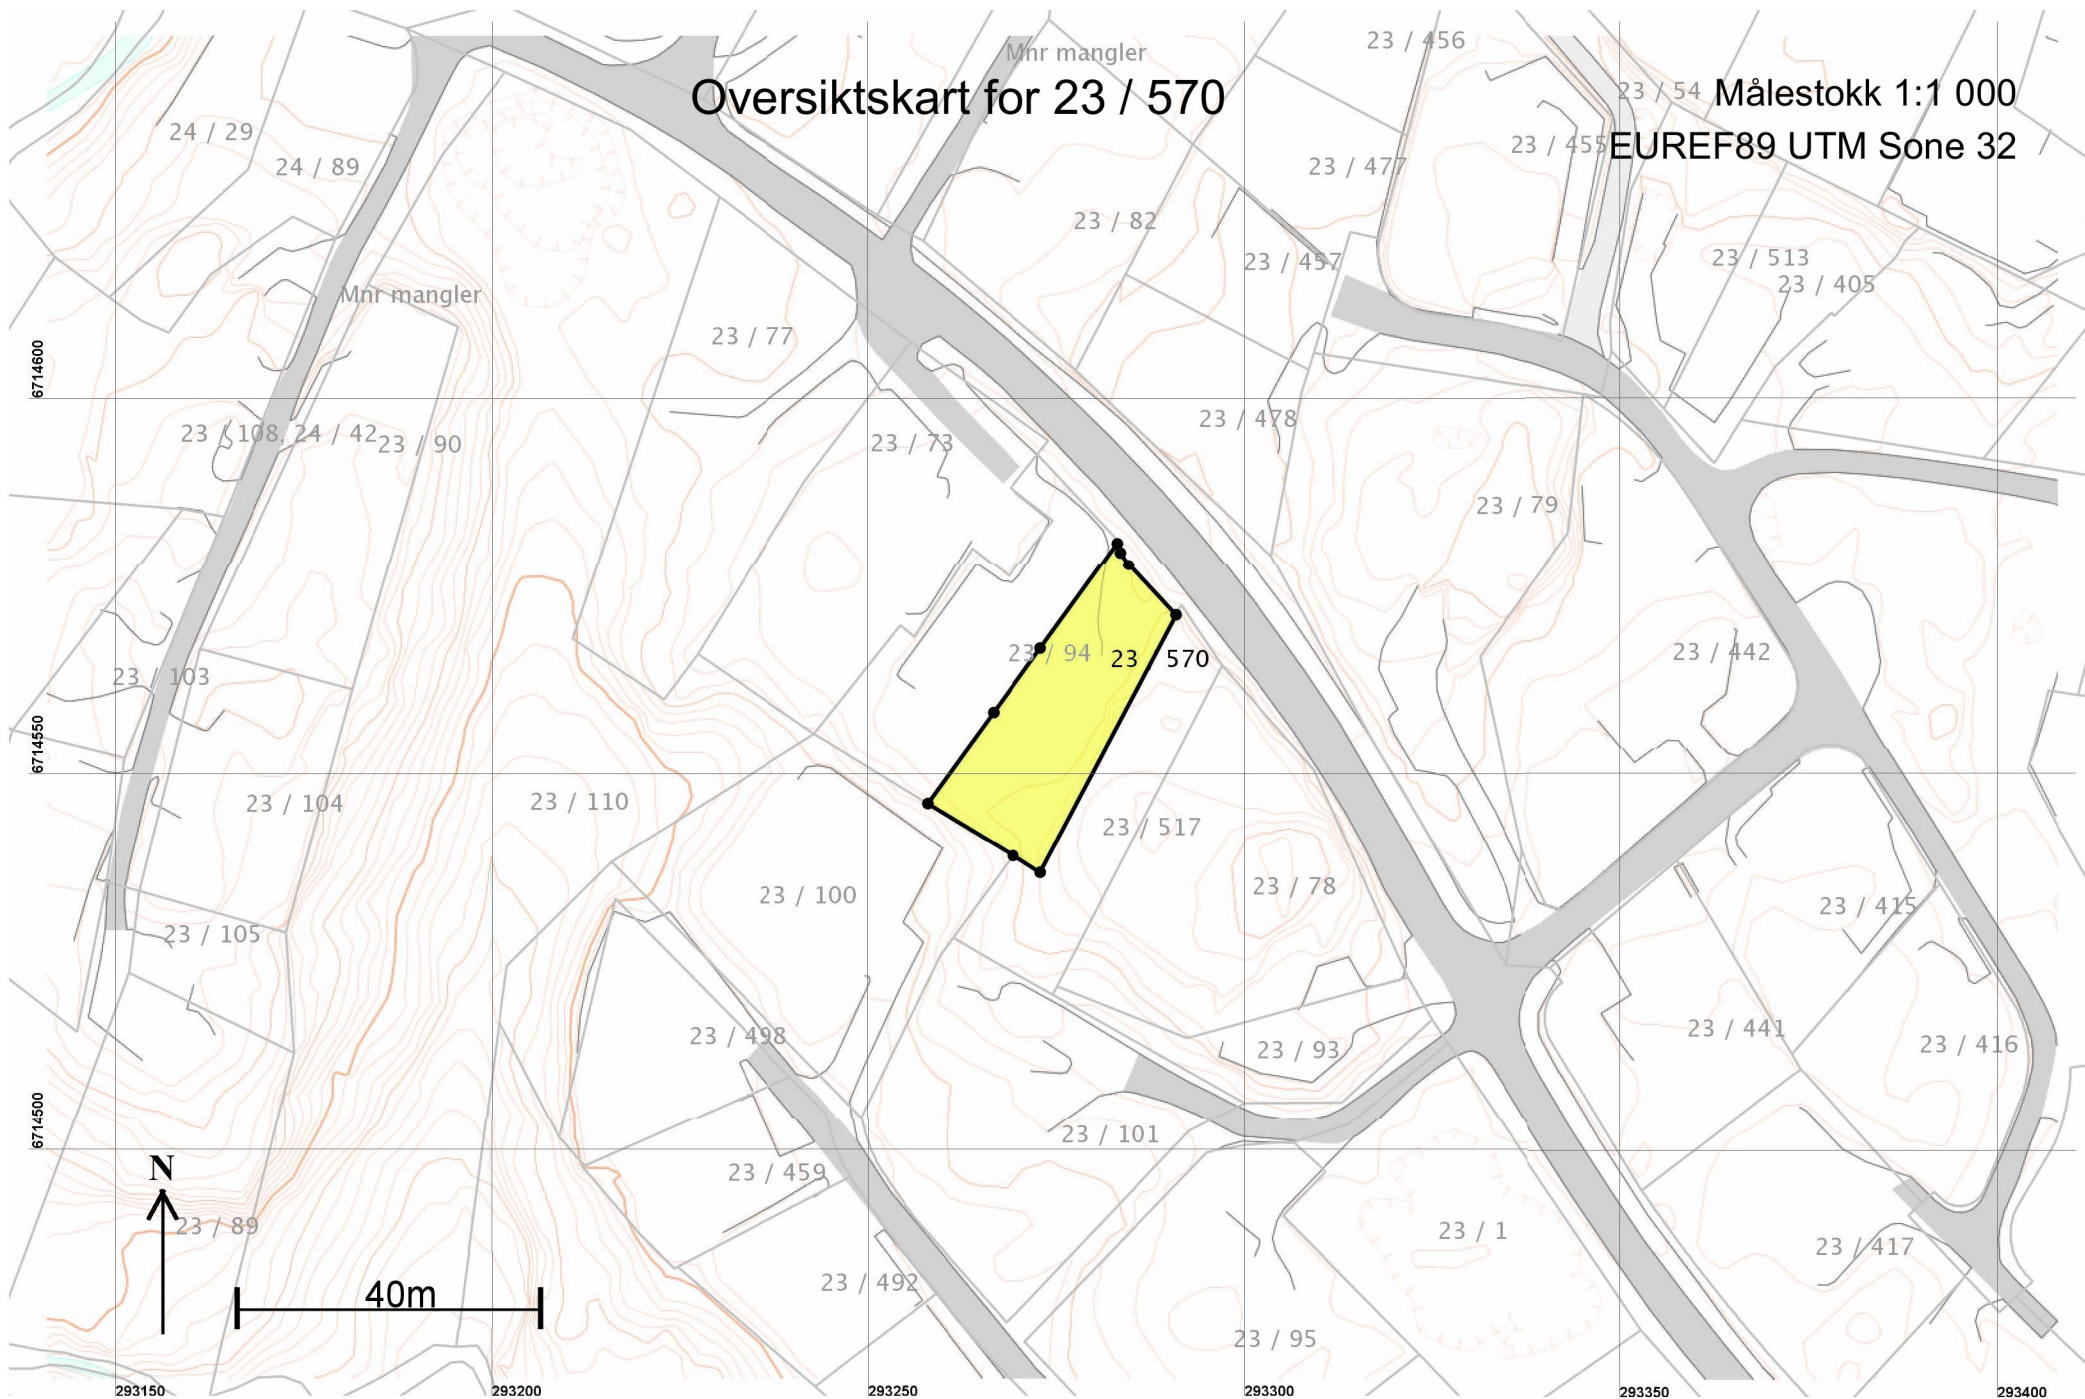 23 / 456
Mnr mangler
Oversiktskart for 23 / 570
23 / 54
Målestokk 1:1 000
24 / 29
23 / 455
EUREF89 UTM Sone 32
24 / 89
23 / 477
23 / 82
23 / 457
23 / 513
23 / 405
Mnr mangler
23 / 77
6714600
23 / 478
23 / 108, 24 / 42
23 / 90
23 / 73
23 / 79
23 / 94
23 / 570
23 / 442
23 / 103
6714550
23 / 104
23 / 110
23 / 517
23 / 100
23 / 78
23 / 415
23 / 105
23 / 498
23 / 93
23 / 441
23 / 416
6714500
23 / 101
N
23 / 459
23 / 89
23 / 1
23 / 417
40m
23 / 492
23 / 95
293150
293200
293250
293300
293350
293400